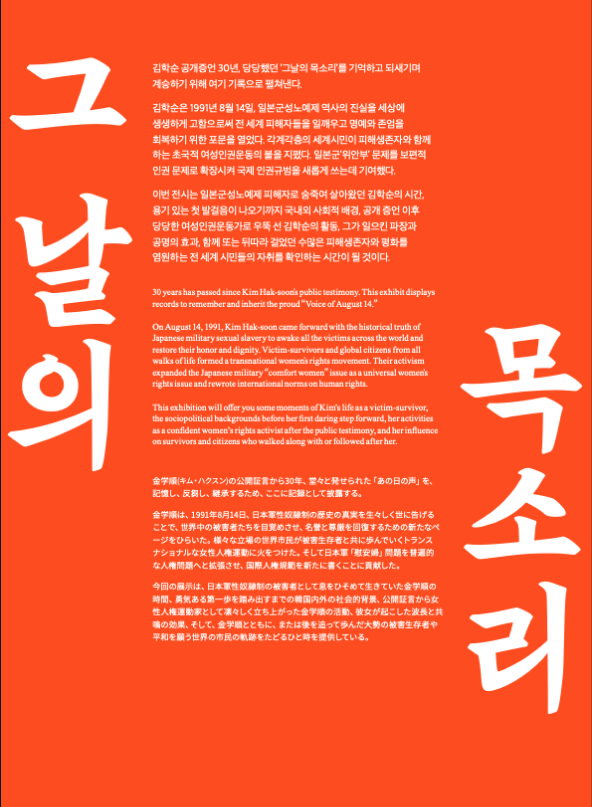 그날의
목소리
김학순 공개증언 30년, 당당했던 '그날의 목소리'를 기억하고 되새기며
계승하기 위해 여기 기록으로 펼쳐낸다.
김학순은 1991년 8월 14일, 일본군성노예제 역사의 진실을 세상에
생생하게 고함으로써 전 세계 피해자들을 일깨우고 명예와 존엄을
회복하기 위한 포문을 열었다. 각계각층의 세계시민이 피해생존자와 함께
하는 초국적 여성인권운동의 불을 지폈다. 일본군'위안부' 문제를 보편적
인권 문제로 확장시켜 국제 인권규범을 새롭게 쓰는데 기여했다.
이번 전시는 일본군성노예제 피해자로 숨죽여 살아왔던 김학순의 시간,
용기 있는 첫 발걸음이 나오기까지 국내외 사회적 배경, 공개 증언 이후
당당한 여성인권운동가로 우뚝 선 김학순의 활동, 그가 일으킨 파장과
공명의 효과, 함께 또는 뒤따라 걸었던 수많은 피해생존자와 평화를
염원하는 전 세계 시민들의 자취를 확인하는 시간이 될 것이다.
30 years has passed since Kim Hak-soon's public testimony. This exhibit displays
records to remember and inherit the proud "Voice of August 14."
On August 14, 1991, Kim Hak-soon came forward with the historical truth of
Japanese military sexual slavery to awake all the victims across the world and
restore their honor and dignity. Victim-survivors and global citizens from all
walks of life formed a transnational women's rights movement. Their activism
expanded the Japanese military "comfort women" issue as a universal women's
rights issue and rewrote international norms on human rights.
This exhibition will offer you some moments of Kim's life as a victim-survivor,
the sociopolitical backgrounds before her first daring step forward, her activities
as a confident women's rights activist after the public testimony, and her influence
on survivors and citizens who walked along with or followed after her.
金学順(キム・ハクスン)の公開証言から30年、堂々と発せられた「あの日の声」を、
記憶し、反芻し、継承するため、ここに記録として披露する。
金学順は、1991年8月14日、日本軍性奴隷制の歴史の真実を生々しく世に告げる
ことで、世界中の被害者たちを目覚めさせ、名誉と尊厳を回復するための新たなペ
ージをひらいた。様々な立場の世界市民が被害生存者と共に歩んでいくトランス
ナショナルな女性人権運動に火をつけた。そして日本軍「慰安婦」問題を普遍的
な人権問題へと拡張させ、国際人権規範を新たに書くことに貢献した。
今回の展示は、日本軍性奴隷制の被害者として息をひそめて生きていた金学順の
時間、勇気ある第一歩を踏み出すまでの韓国内外の社会的背景、公開証言から女
性人権運動家として凛々しく立ち上がった金学順の活動、彼女が起こした波長と共
鳴の効果、そして、金学順とともに、または後を追って歩んだ大勢の被害生存者や
平和を願う世界の市民の軌跡をたどるひと時を提供している。